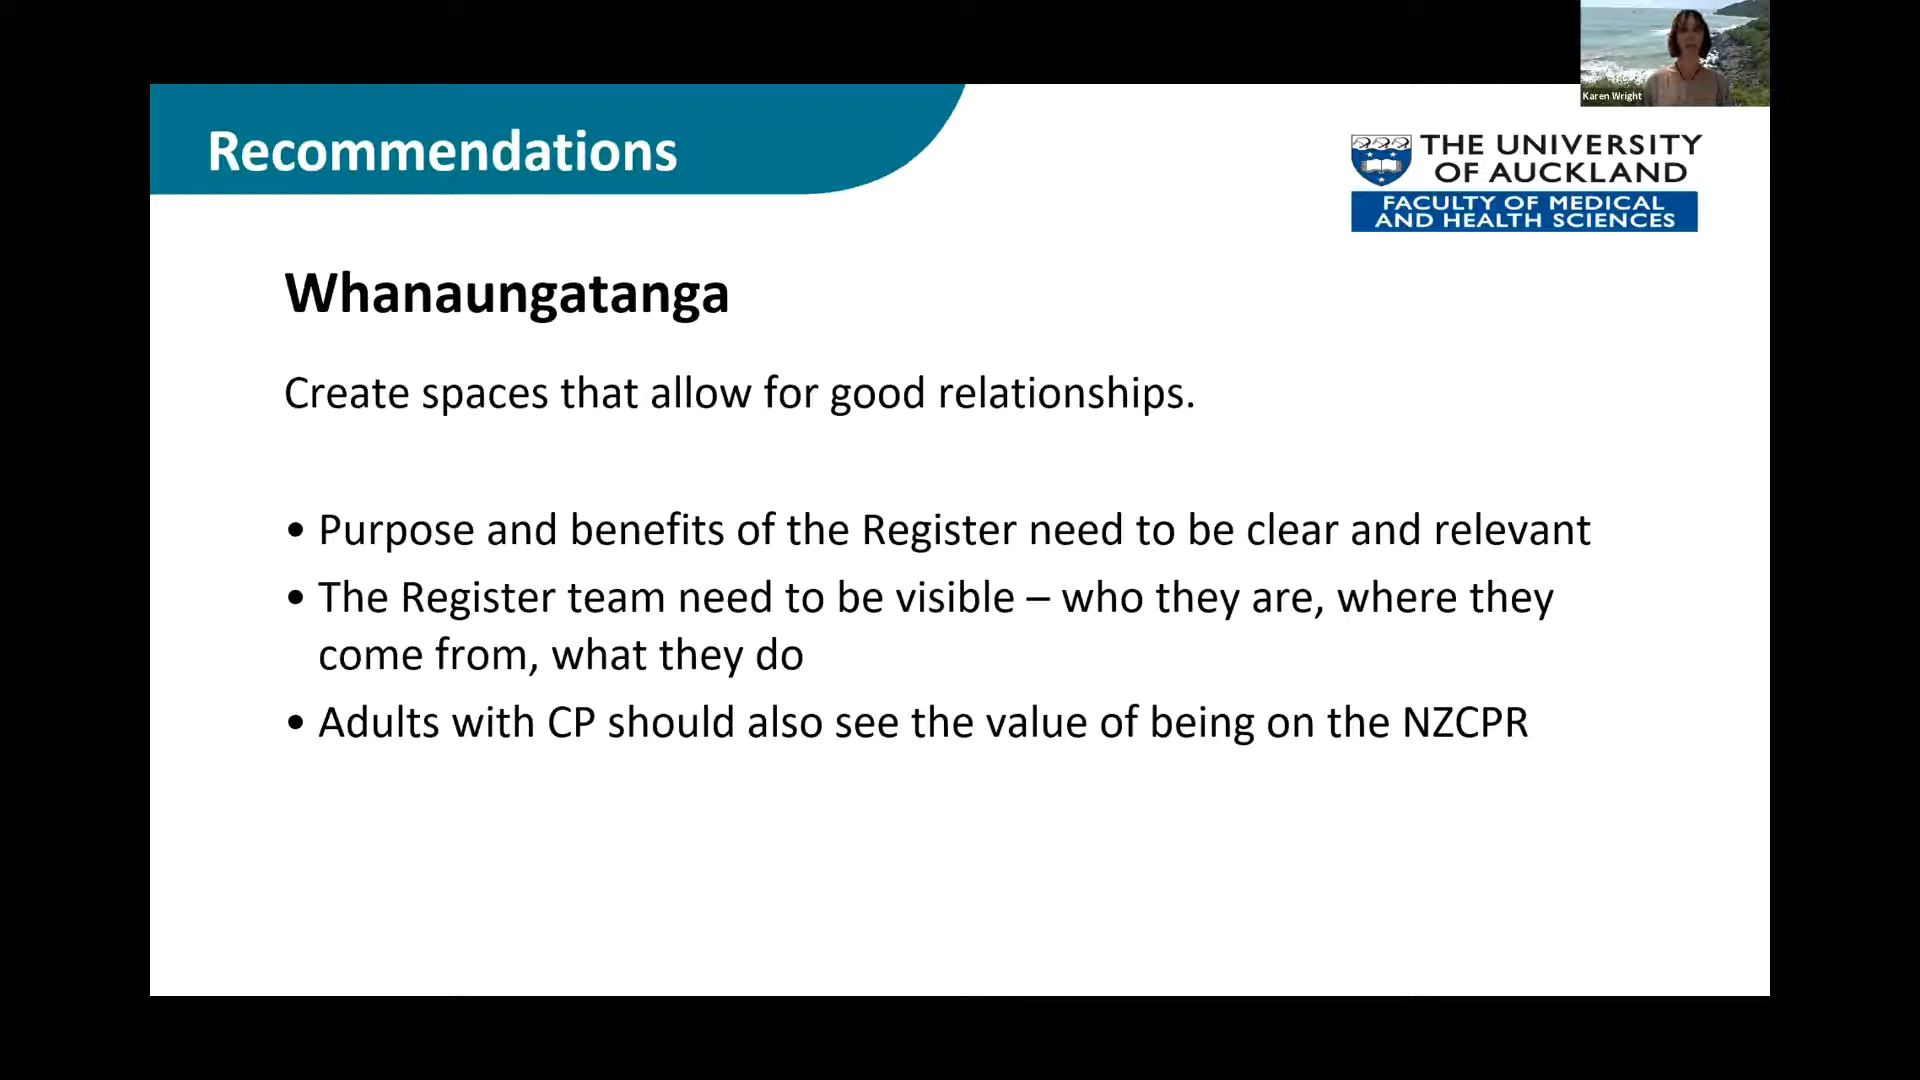 Karen Wright
Recommendations
THE UNIVERSITY
OF AUCKLAND
FACULTY OF MEDICAL
AND HEALTH SCIENCES
Whanaungatanga
Create spaces that allow for good relationships.
• Purpose and benefits of the Register need to be clear and relevant
• The Register team need to be visible – who they are, where they
come from, what they do
• Adults with CP should also see the value of being on the NZCPR